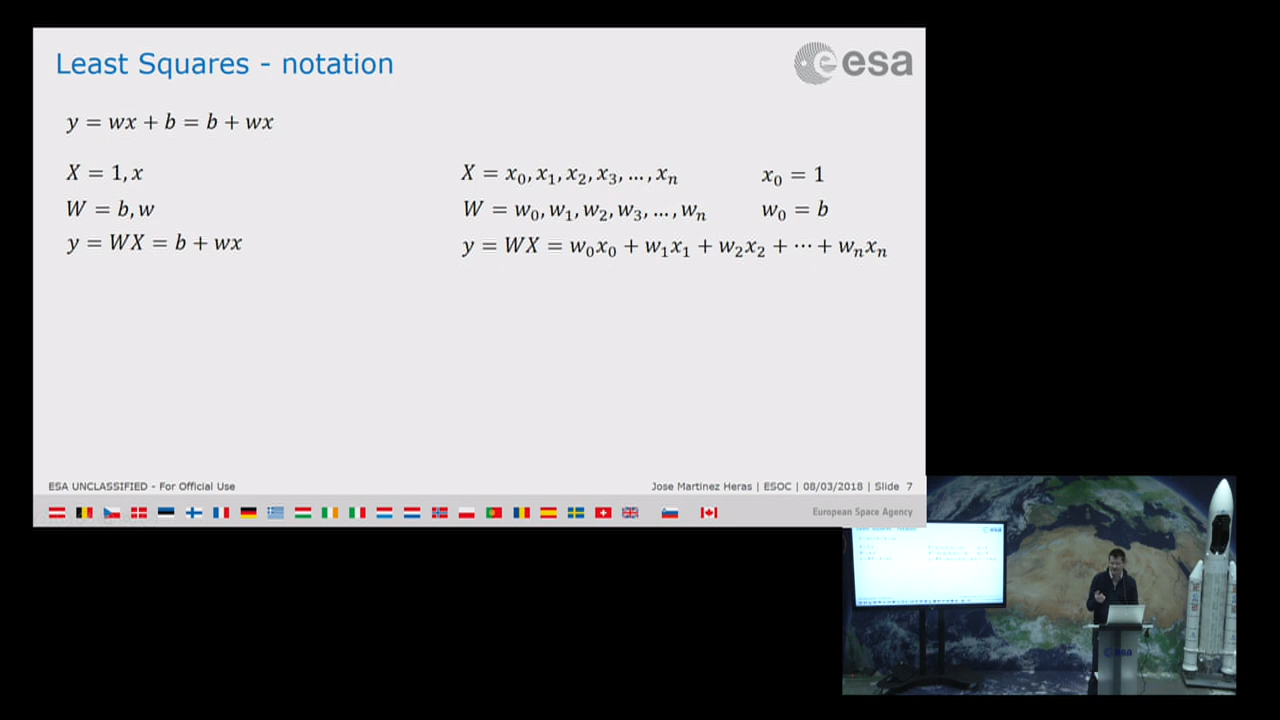 Least Squares - notation
esa
y = wx + b = b + wx
X = 1, x
W = b, w
y = WX = b + wx
X = x₀, x₁, x₂, x₃, … , xₙ x₀ = 1
W = w₀, w₁, w₂, w₃, … , wₙ w₀ = b
y = WX = w₀x₀ + w₁x₁ + w₂x₂ + ⋯ + wₙxₙ
ESA UNCLASSIFIED - For Official Use
Jose Martinez Heras | ESOC | 08/03/2018 | Slide 7
European Space Agency
esa